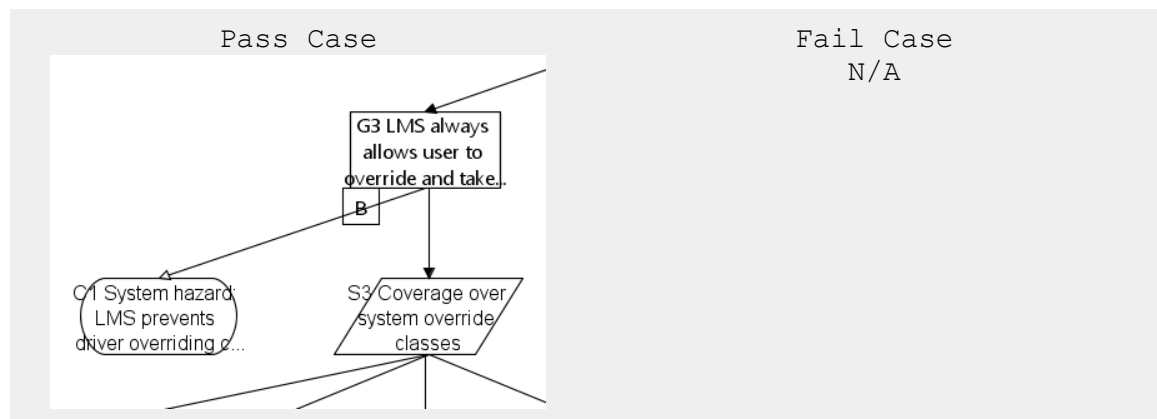 Pass Case
Fail Case
N/A
G3 LMS always
allows user to
override and take...
B
C1 System hazard:
LMS prevents
driver overriding c...
S3 Coverage over
system override
classes